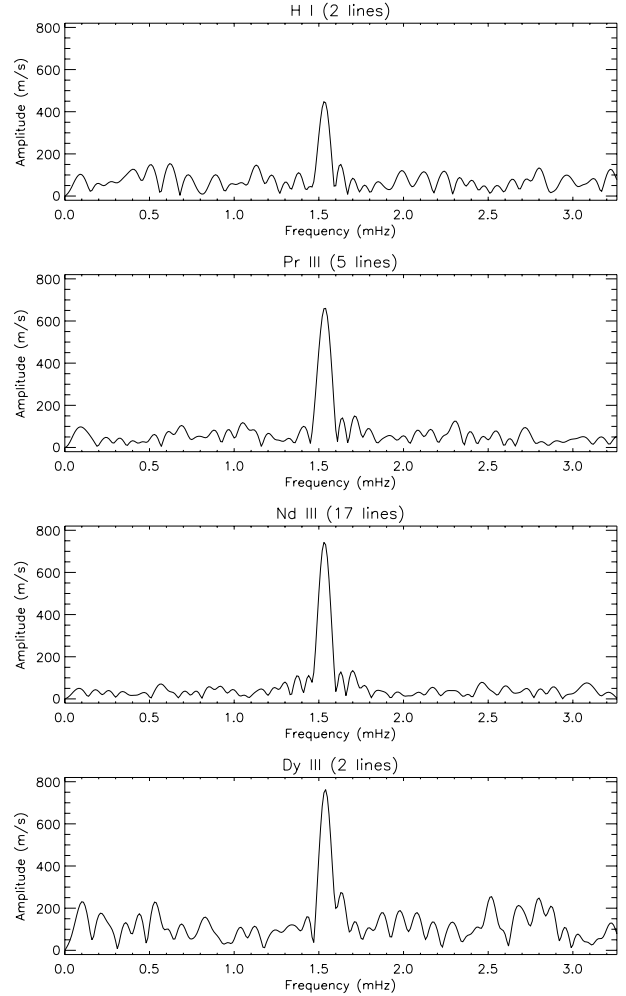 H I (2 lines)
800
600
400
200
0
Amplitude (m/s)
0.0 0.5 1.0 1.5 2.0 2.5 3.0
Frequency (mHz)
Pr III (5 lines)
800
600
400
200
0
Amplitude (m/s)
0.0 0.5 1.0 1.5 2.0 2.5 3.0
Frequency (mHz)
Nd III (17 lines)
800
600
400
200
0
Amplitude (m/s)
0.0 0.5 1.0 1.5 2.0 2.5 3.0
Frequency (mHz)
Dy III (2 lines)
800
600
400
200
0
Amplitude (m/s)
0.0 0.5 1.0 1.5 2.0 2.5 3.0
Frequency (mHz)